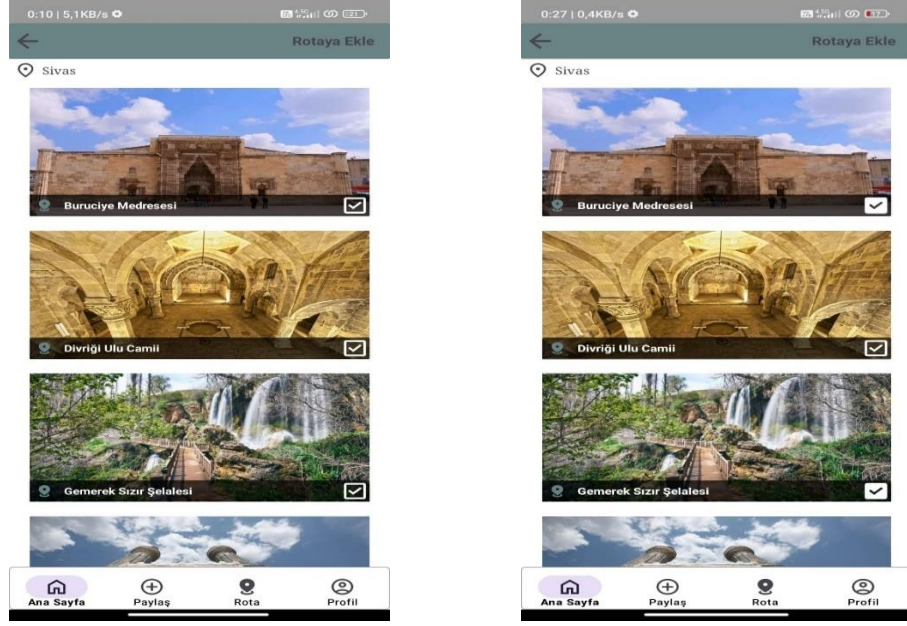 0:10 | 5,1KB/s
21
Rotaya Ekle
Sivas
Buruciye Medresesi
Divriği Ulu Camii
Gemerek Sızır Şelalesi
Ana Sayfa
Paylaş
Rota
Profil
0:27 | 0,4KB/s
Rotaya Ekle
Sivas
Buruciye Medresesi
Divriği Ulu Camii
Gemerek Sızır Şelalesi
Ana Sayfa
Paylaş
Rota
Profil